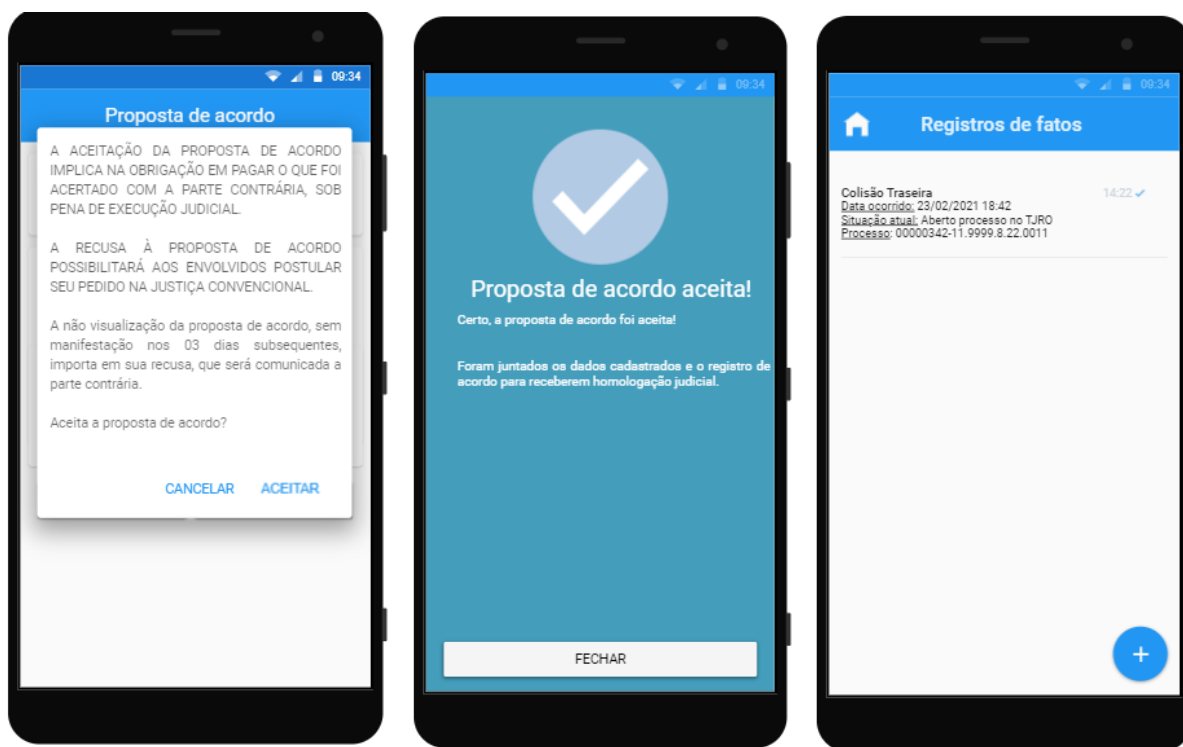 09:34
Proposta de acordo
A ACEITAÇÃO DA PROPOSTA DE ACORDO
IMPLICA NA OBRIGAÇÃO EM PAGAR O QUE FOI
ACERTADO COM A PARTE CONTRÁRIA, SOB
PENA DE EXECUÇÃO JUDICIAL.
A RECUSA À PROPOSTA DE ACORDO
POSSIBILITARÁ AOS ENVOLVIDOS POSTULAR
SEU PEDIDO NA JUSTIÇA CONVENCIONAL.
A não visualização da proposta de acordo, sem
manifestação nos 03 dias subsequentes,
importa em sua recusa, que será comunicada a
parte contrária.
Aceita a proposta de acordo?
CANCELAR ACEITAR
09:34
Proposta de acordo aceita!
Certo, a proposta de acordo foi aceita!
Foram juntados os dados cadastrados e o registro de
acordo para receberem homologação judicial.
FECHAR
09:34
Registros de fatos
Colisão Traseira 14:22
Data ocorrido: 23/02/2021 18:42
Situação atual: Aberto processo no TJRO
Processo: 00000342-11.9999.8.22.0011